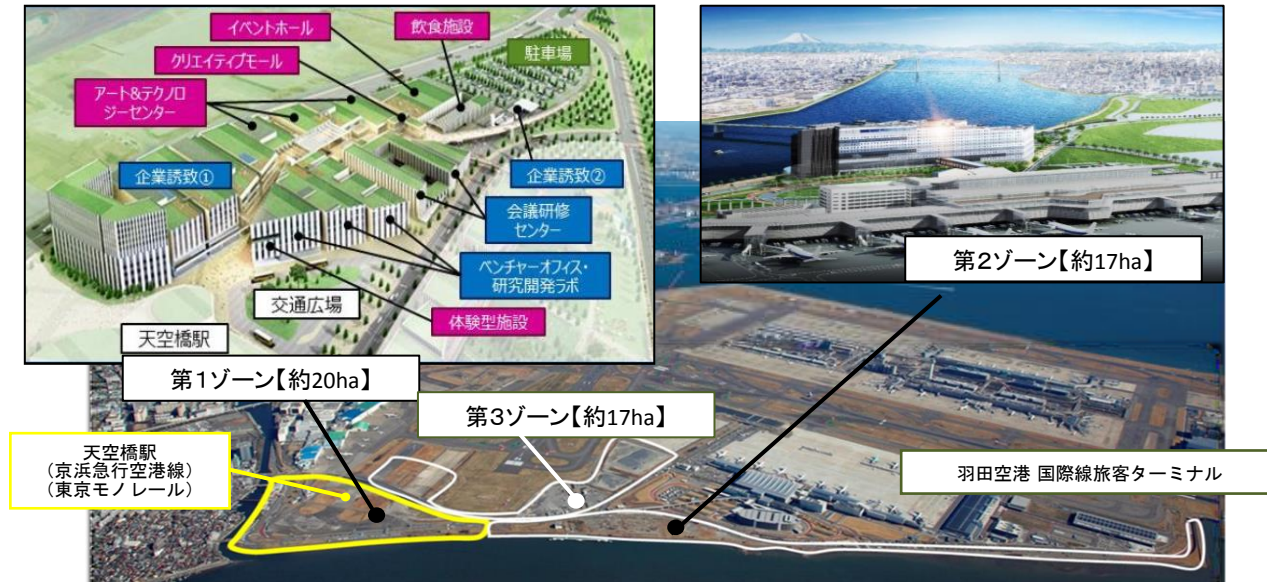 イベントホール
飲食施設
クリエイティブモール
駐車場
アート&テクノロ
ジーセンター
企業誘致①
企業誘致②
会議研修
センター
ベンチャーオフィス・
研究開発ラボ
交通広場
体験型施設
天空橋駅
第2ゾーン【約17ha】
第1ゾーン【約20ha】
第3ゾーン【約17ha】
天空橋駅
(京浜急行空港線)
(東京モノレール)
羽田空港 国際線旅客ターミナル